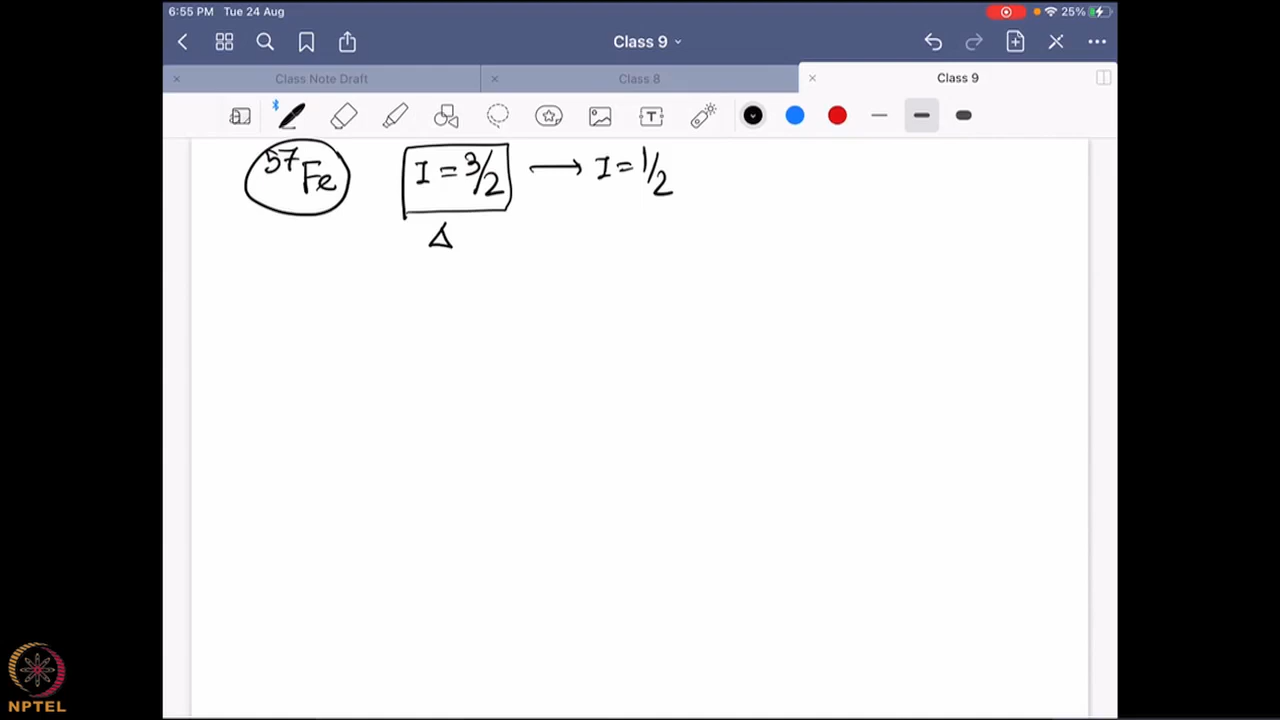 6:55 PM Tue 24 Aug
25%
Class 9
Class Note Draft
Class 8
Class 9
T
⁵⁷Fe I = 3/2 → I = 1/2
Δ
NPTEL